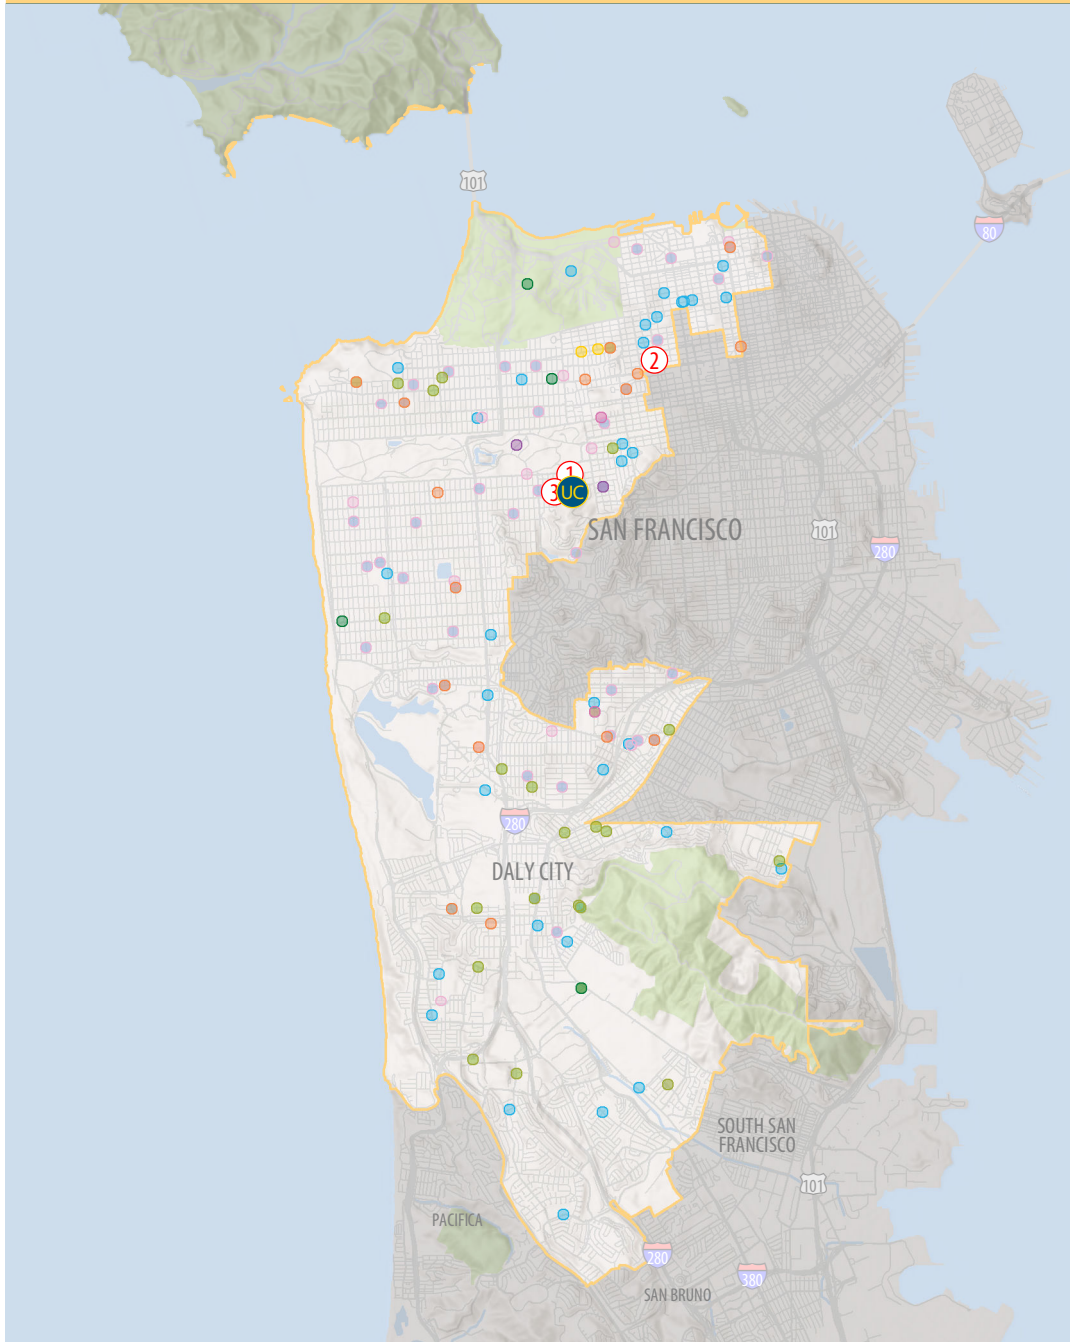 101
80
2
1
3
UC
SAN FRANCISCO
101
280
280
DALY CITY
SOUTH SAN
FRANCISCO
101
PACIFICA
280
380
SAN BRUNO